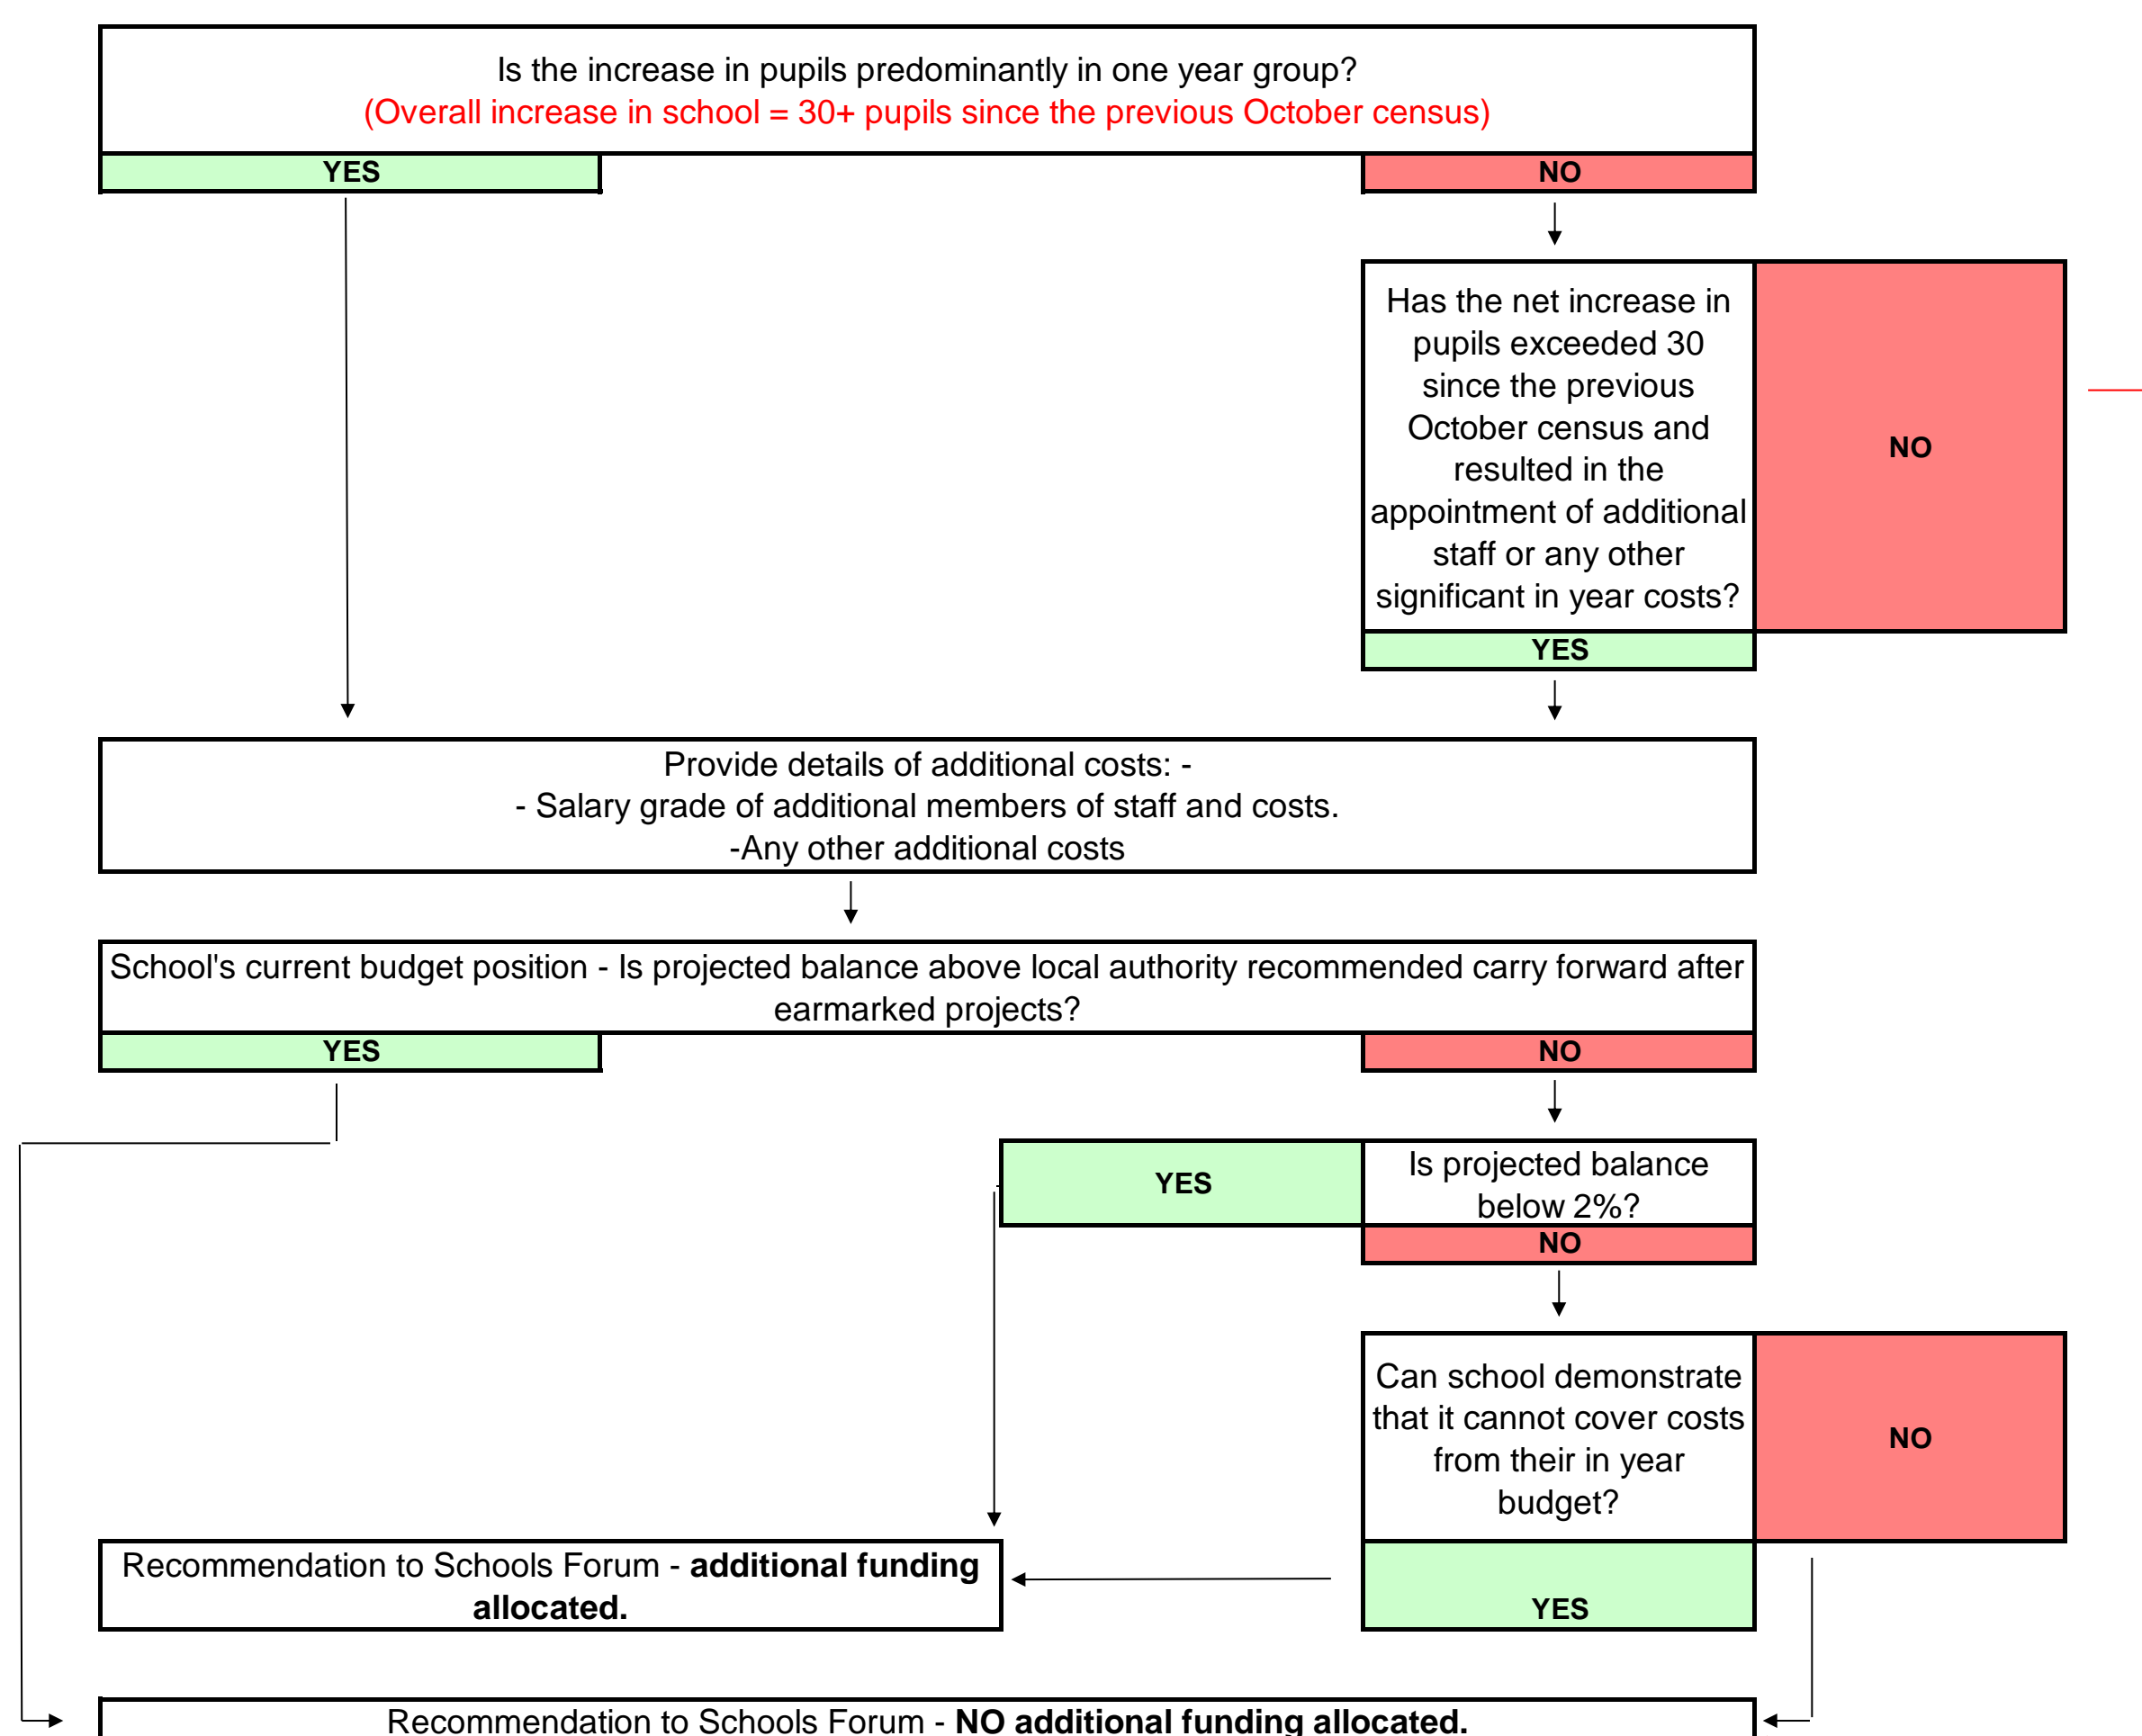 Is the increase in pupils predominantly in one year group?
(Overall increase in school = 30+ pupils since the previous October census)
YES
NO
Has the net increase in
pupils exceeded 30
since the previous
October census and
resulted in the
appointment of additional
staff or any other
significant in year costs?
NO
YES
Provide details of additional costs: -
- Salary grade of additional members of staff and costs.
-Any other additional costs
School's current budget position - Is projected balance above local authority recommended carry forward after
earmarked projects?
YES
NO
YES
Is projected balance
below 2%?
NO
Can school demonstrate
that it cannot cover costs
from their in year
budget?
NO
Recommendation to Schools Forum - additional funding
allocated.
YES
Recommendation to Schools Forum - NO additional funding allocated.